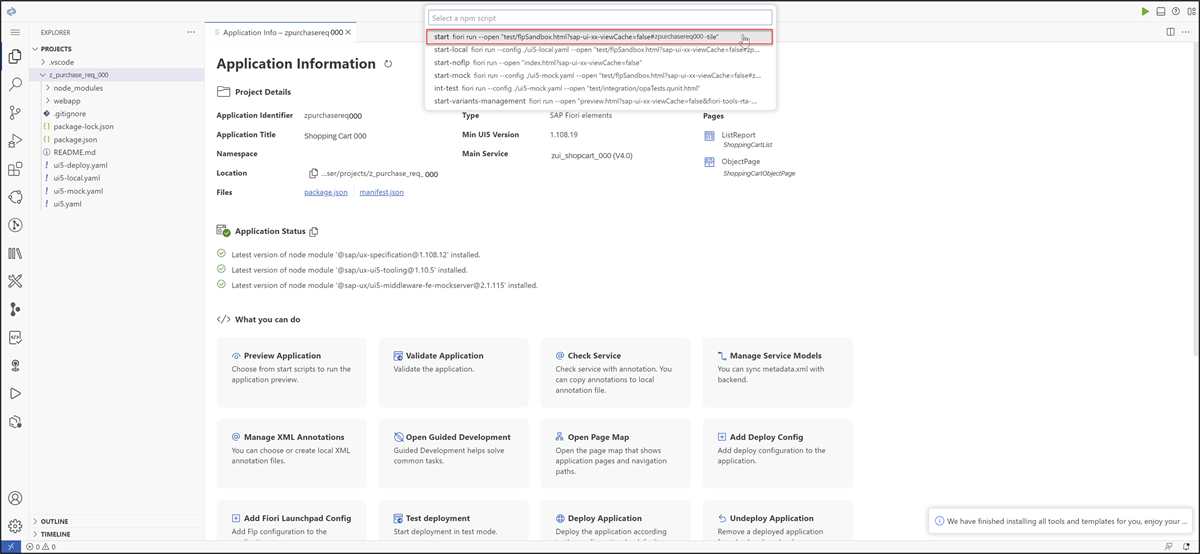 Select a npm script
start fiori run --open "test/flpSandbox.html?sap-ui-xx-viewCache=false#zpurchasereq000-tile"
start-local fiori run --config ./ui5-local.yaml --open "test/flpSandbox.html?sap-ui-xx-viewCache=false#zp...
start-noflp fiori run --open "index.html?sap-ui-xx-viewCache=false"
start-mock fiori run --config ./ui5-mock.yaml --open "test/flpSandbox.html?sap-ui-xx-viewCache=false#z...
int-test fiori run --config ./ui5-mock.yaml --open "test/integration/opaTests.qunit.html"
start-variants-management fiori run --open "preview.html?sap-ui-xx-viewCache=false&fiori-tools-rta-...
EXPLORER
PROJECTS
.vscode
z_purchase_req_000
node_modules
webapp
.gitignore
package-lock.json
package.json
README.md
ui5-deploy.yaml
ui5-local.yaml
ui5-mock.yaml
ui5.yaml
OUTLINE
TIMELINE
Application Info – zpurchasereq000
Application Information
Project Details
Application Identifier zpurchasereq000
Application Title Shopping Cart 000
Namespace
Location ...ser/projects/z_purchase_req_ 000
Files package.json manifest.json
Type SAP Fiori elements
Min UI5 Version 1.108.19
Main Service zui_shopcart_000 (V4.0)
Pages
ListReport
ShoppingCartList
ObjectPage
ShoppingCartObjectPage
Application Status
Latest version of node module '@sap/ux-specification@1.108.12' installed.
Latest version of node module '@sap/ux-ui5-tooling@1.10.5' installed.
Latest version of node module '@sap-ux/ui5-middleware-fe-mockserver@2.1.115' installed.
What you can do
Preview Application
Choose from start scripts to run the
application preview.
Validate Application
Validate the application.
Check Service
Check service with annotation. You
can copy annotations to local
annotation file.
Manage Service Models
You can sync metadata.xml with
backend.
Manage XML Annotations
You can choose or create local XML
annotation files.
Open Guided Development
Guided Development helps solve
common tasks.
Open Page Map
Open the page map that shows
application pages and navigation
paths.
Add Deploy Config
Add deploy configuration to the
application.
Add Fiori Launchpad Config
Add Flp configuration to the
Test deployment
Start deployment in test mode.
Deploy Application
Deploy the application according
Undeploy Application
Remove a deployed application
We have finished installing all tools and templates for you, enjoy your ...
0 0